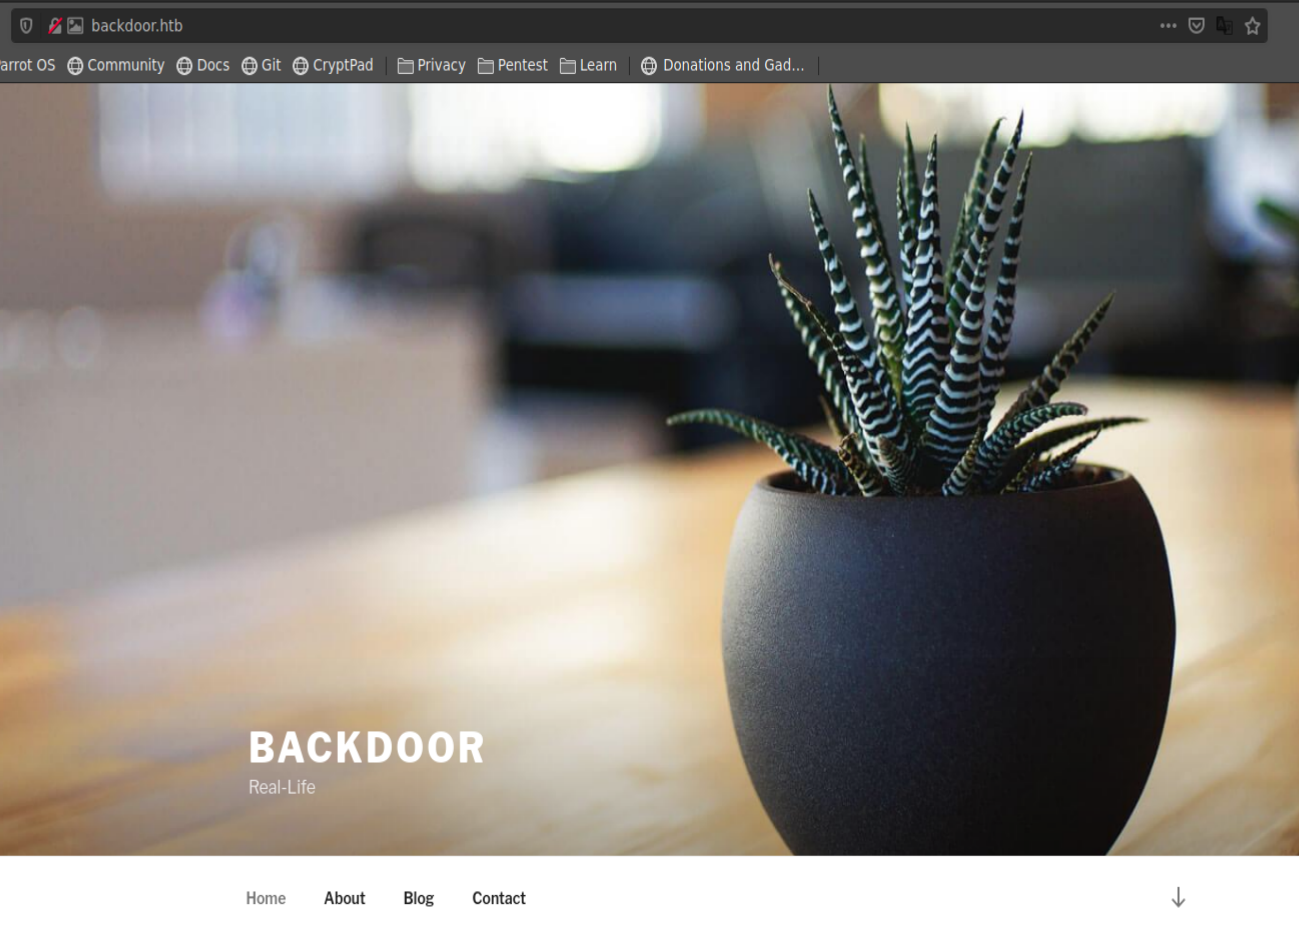 backdoor.htb
arrot OS Community Docs Git CryptPad Privacy Pentest Learn Donations and Gad...
BACKDOOR
Real-Life
Home About Blog Contact